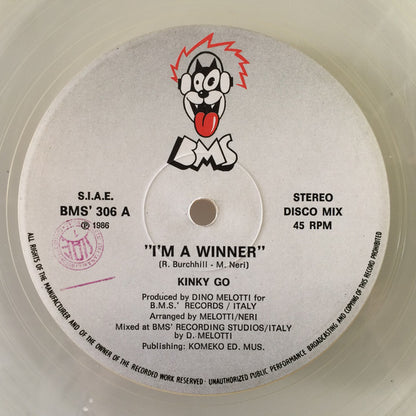 BMS
S.I.A.E.
BMS' 306 A
℗ 1986
STEREO
DISCO MIX
45 RPM
"I'M A WINNER"
(R. Burchhill - M. Neri)
KINKY GO
Produced by DINO MELOTTI for
B.M.S.' RECORDS / ITALY
Arranged by MELOTTI/NERI
Mixed at BMS' RECORDING STUDIOS/ITALY
by D. MELOTTI
Publishing: KOMEKO ED. MUS.
ALL RIGHTS OF THE MANUFACTURER AND OF THE OWNER OF THE RECORDED WORK RESERVED · UNAUTHORIZED PUBLIC PERFORMANCE BROADCASTING AND COPYING OF THIS RECORD PROHIBITED